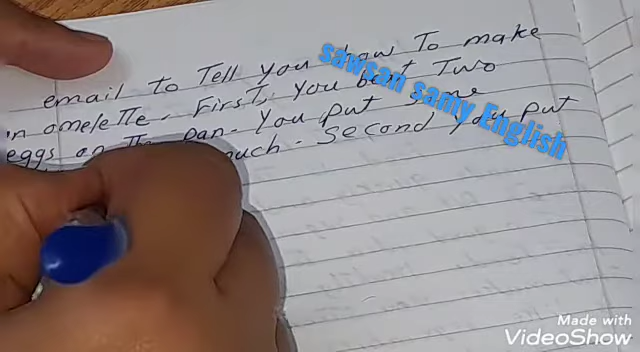 email to Tell you how To make
an omelette. First, you beat Two
eggs on The pan. You put some
much. Second you put
sawsan samy English
Made with
VideoShow